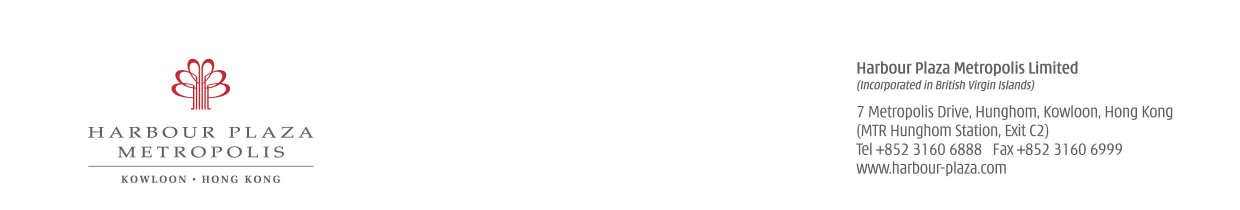 HARBOUR PLAZA
METROPOLIS
KOWLOON • HONG KONG
Harbour Plaza Metropolis Limited
(Incorporated in British Virgin Islands)
7 Metropolis Drive, Hunghom, Kowloon, Hong Kong
(MTR Hunghom Station, Exit C2)
Tel +852 3160 6888 Fax +852 3160 6999
www.harbour-plaza.com